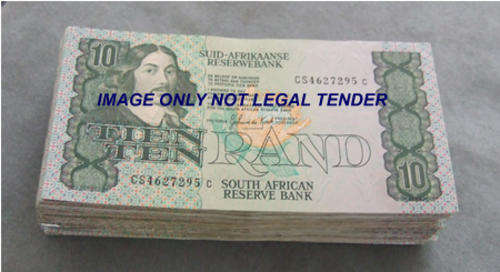 10
SUID-AFRIKAANSE
RESERWEBANK
CS4627295 C
IMAGE ONLY NOT LEGAL TENDER
TIEN
TEN RAND
CS4627295 C
SOUTH AFRICAN
RESERVE BANK
10